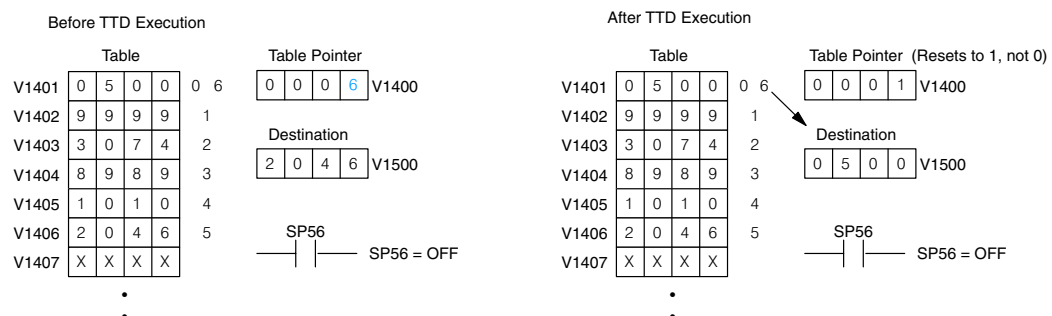 Before TTD Execution
Table
Table Pointer
V1401 0 5 0 0 0 6
0 0 0 6 V1400
V1402 9 9 9 9 1
V1403 3 0 7 4 2
Destination
2 0 4 6 V1500
V1404 8 9 8 9 3
V1405 1 0 1 0 4
V1406 2 0 4 6 5
SP56
SP56 = OFF
V1407 X X X X
After TTD Execution
Table
Table Pointer (Resets to 1, not 0)
V1401 0 5 0 0 0 6
0 0 0 1 V1400
V1402 9 9 9 9 1
V1403 3 0 7 4 2
Destination
0 5 0 0 V1500
V1404 8 9 8 9 3
V1405 1 0 1 0 4
V1406 2 0 4 6 5
SP56
SP56 = OFF
V1407 X X X X